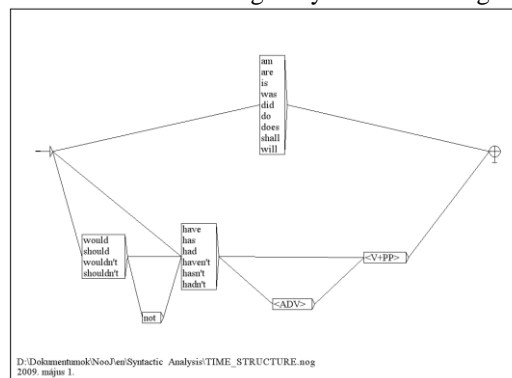 am
are
is
was
did
do
does
shall
will
would
should
wouldn't
shouldn't
not
have
has
had
haven't
hasn't
hadn't
<ADV>
<V+PP>
D:\Dokumentumok\NooJ\en\Syntactic Analysis\TIME_STRUCTURE.nog
2009. május 1.